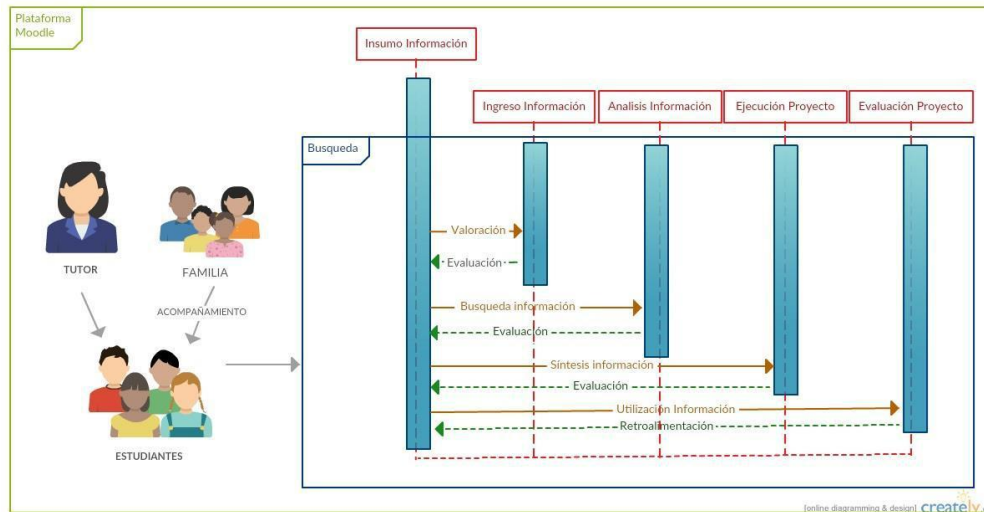 Plataforma
Moodle
Insumo Información
Ingreso Información
Analisis Información
Ejecución Proyecto
Evaluación Proyecto
Busqueda
TUTOR
FAMILIA
ACOMPAÑAMIENTO
ESTUDIANTES
Valoración
Evaluación
Busqueda información
Evaluación
Síntesis información
Evaluación
Utilización Información
Retroalimentación
[online diagramming & design] creately.